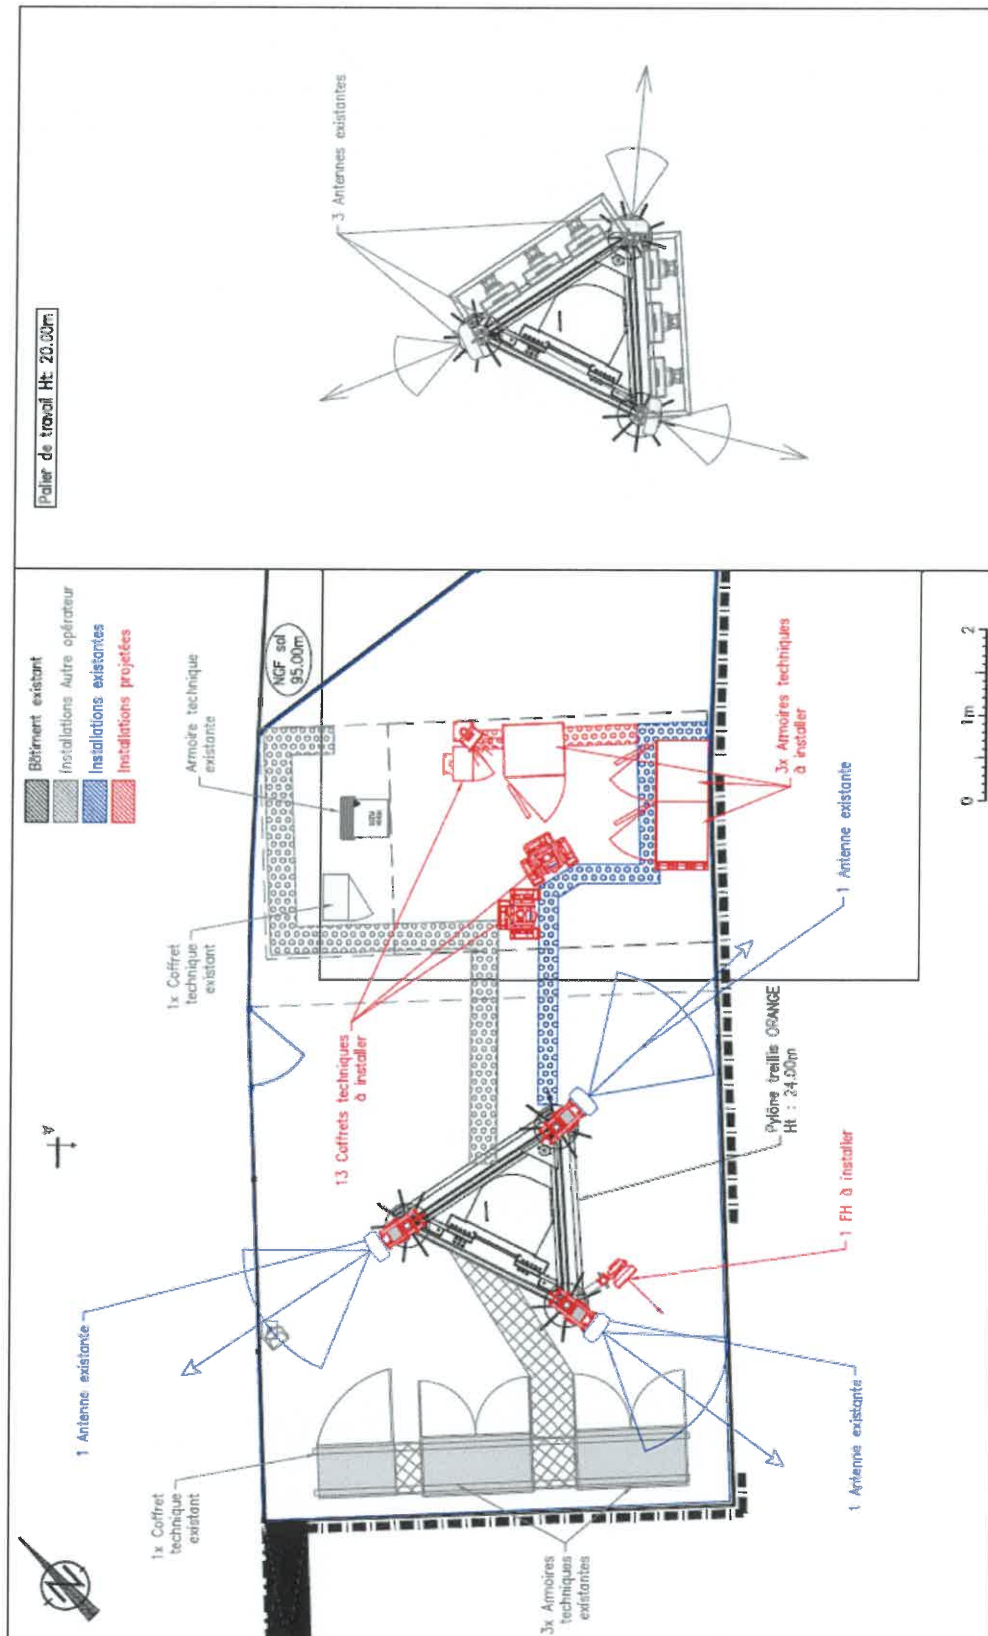 Palier de travail Ht: 20.00m
3 Antennes existantes
Bâtiment existant
Installations Autre opérateur
Installations existantes
Installations projetées
NGF sol
95.00m
Armoire technique
existante
1x Coffret
technique
existant
13 Coffrets techniques
à installer
3x Armoires techniques
à installer
1 Antenne existante
Pylône treillis ORANGE
Ht : 24.00m
1 FH à installer
1 Antenne existante
1 Antenne existante
1x Coffret
technique
existant
3x Armoires
techniques
existantes
0
1m
2
N